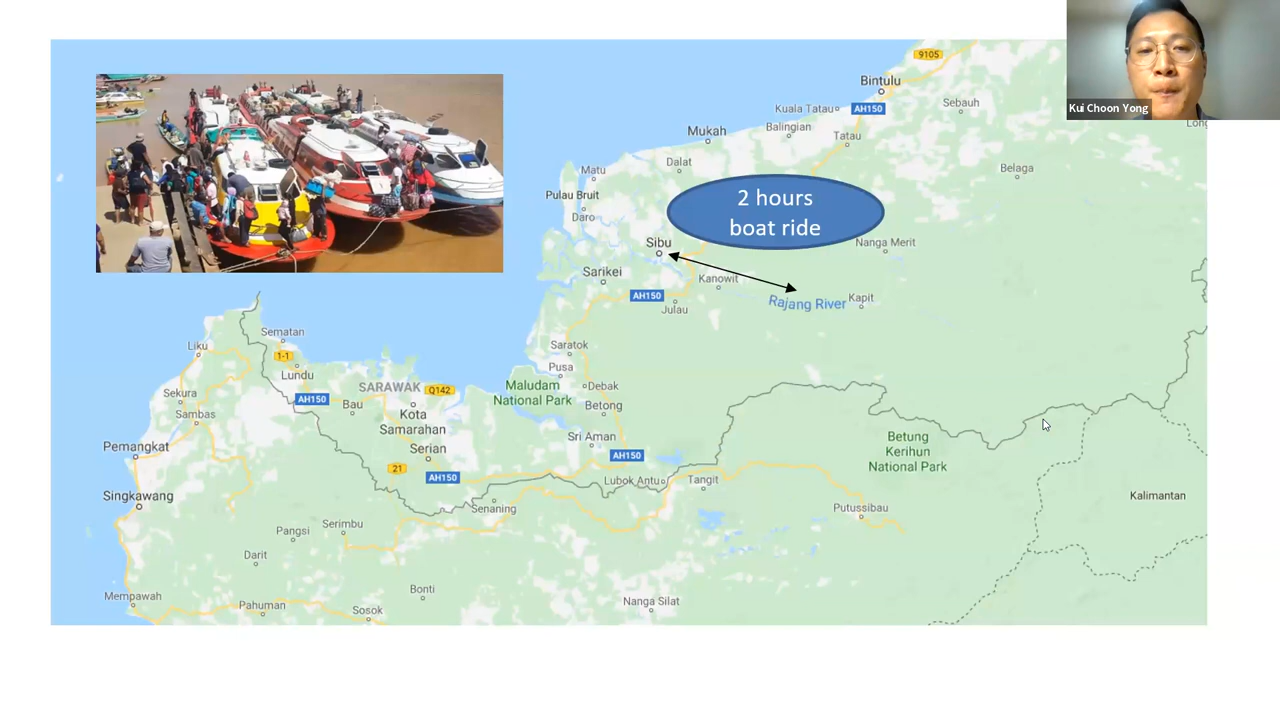 Kui Choon Yong
910S
Bintulu
Kuala Tatau
AH150
Sebauh
Balingian
Long
Mukah
Tatau
Dalat
Matu
Belaga
Pulau Bruit
Daro
2 hours
boat ride
Sibu
Nanga Merit
Sarikei
Kanowit
AH150
Julau
Rajang River
Kapit
Sematan
Liku
1-1
Saratok
Lundu
Pusa
SARAWAK
Q142
Maludam
National Park
Debak
Sekura
AH150
Bau
Betong
Sambas
Kota
Samarahan
Sri Aman
Betung
Kerihun
National Park
Pemangkat
Serian
AH150
21
AH150
Lubok Antu
Tangit
Singkawang
Kalimantan
Senaning
Putussibau
Serimbu
Pangsi
Darit
Bonti
Mempawah
Pahuman
Sosok
Nanga Silat